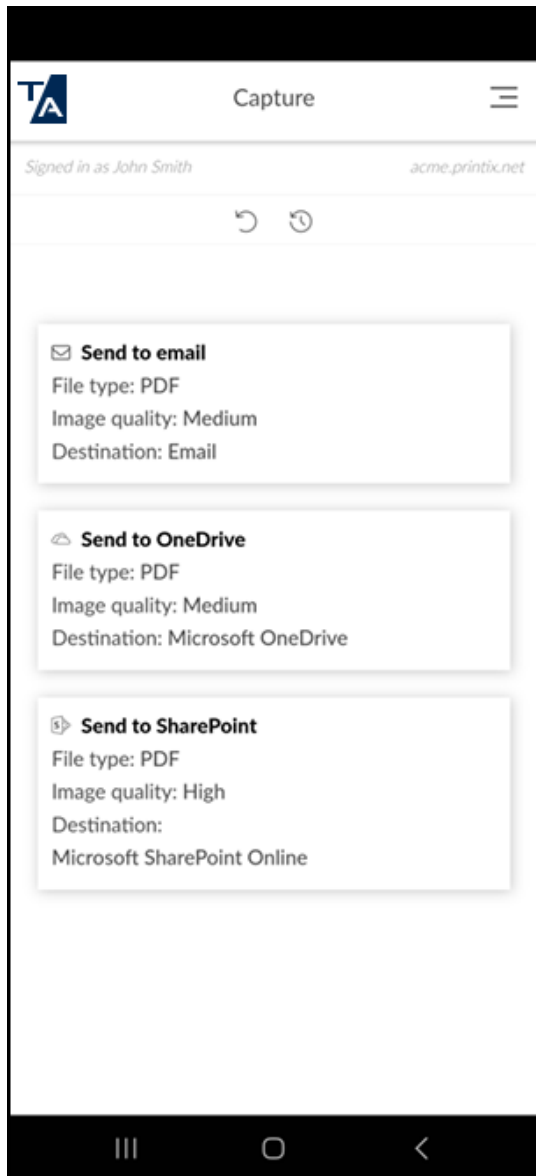 TA
Capture
Signed in as John Smith
acme.printix.net
Send to email
File type: PDF
Image quality: Medium
Destination: Email
Send to OneDrive
File type: PDF
Image quality: Medium
Destination: Microsoft OneDrive
Send to SharePoint
File type: PDF
Image quality: High
Destination:
Microsoft SharePoint Online